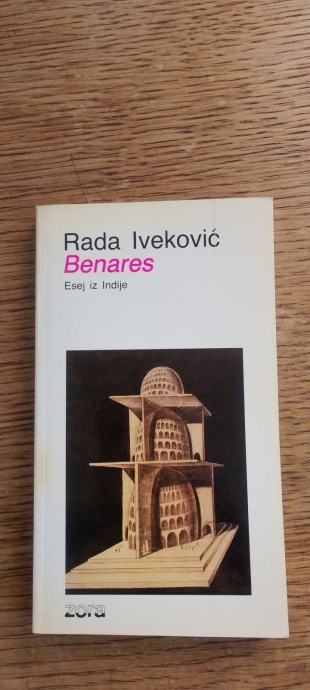 Rada Iveković
Benares
Esej iz Indije
zora